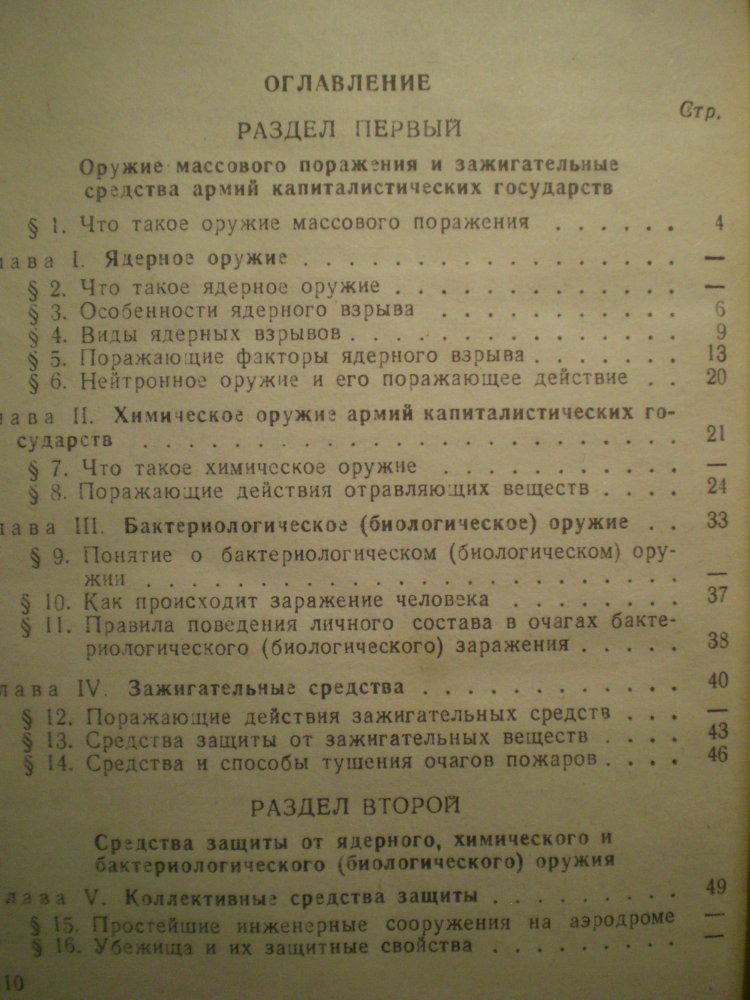 ОГЛАВЛЕНИЕ
Стр.
РАЗДЕЛ ПЕРВЫЙ
Оружие массового поражения и зажигательные
средства армий капиталистических государств
§ 1. Что такое оружие массового поражения . . . . . . 4
лава I. Ядерное оружие . . . . . . . . . . . . . . —
§ 2. Что такое ядерное оружие . . . . . . . . . . . . —
§ 3. Особенности ядерного взрыва . . . . . . . . . . 6
§ 4. Виды ядерных взрывов . . . . . . . . . . . . . . 9
§ 5. Поражающие факторы ядерного взрыва . . . . . . . 13
§ 6. Нейтронное оружие и его поражающее действие . . 20
лава II. Химическое оружие армий капиталистических го-
сударств . . . . . . . . . . . . . . . . . . . . 21
§ 7. Что такое химическое оружие . . . . . . . . . . —
§ 8. Поражающие действия отравляющих веществ . . . . 24
лава III. Бактериологическое (биологическое) оружие . . 33
§ 9. Понятие о бактериологическом (биологическом) ору-
жии . . . . . . . . . . . . . . . . . . . . . —
§ 10. Как происходит заражение человека . . . . . . . . 37
§ 11. Правила поведения личного состава в очагах бакте-
риологического (биологического) заражения . . . . . 38
лава IV. Зажигательные средства . . . . . . . . . . . . 40
§ 12. Поражающие действия зажигательных средств . . . —
§ 13. Средства защиты от зажигательных веществ . . . . 43
§ 14. Средства и способы тушения очагов пожаров . . . . 46
РАЗДЕЛ ВТОРОЙ
Средства защиты от ядерного, химического и
бактериологического (биологического) оружия
лава V. Коллективные средства защиты . . . . . . . . . 49
§ 15. Простейшие инженерные сооружения на аэродроме —
§ 16. Убежища и их защитные свойства . . . . . . . . . —
10